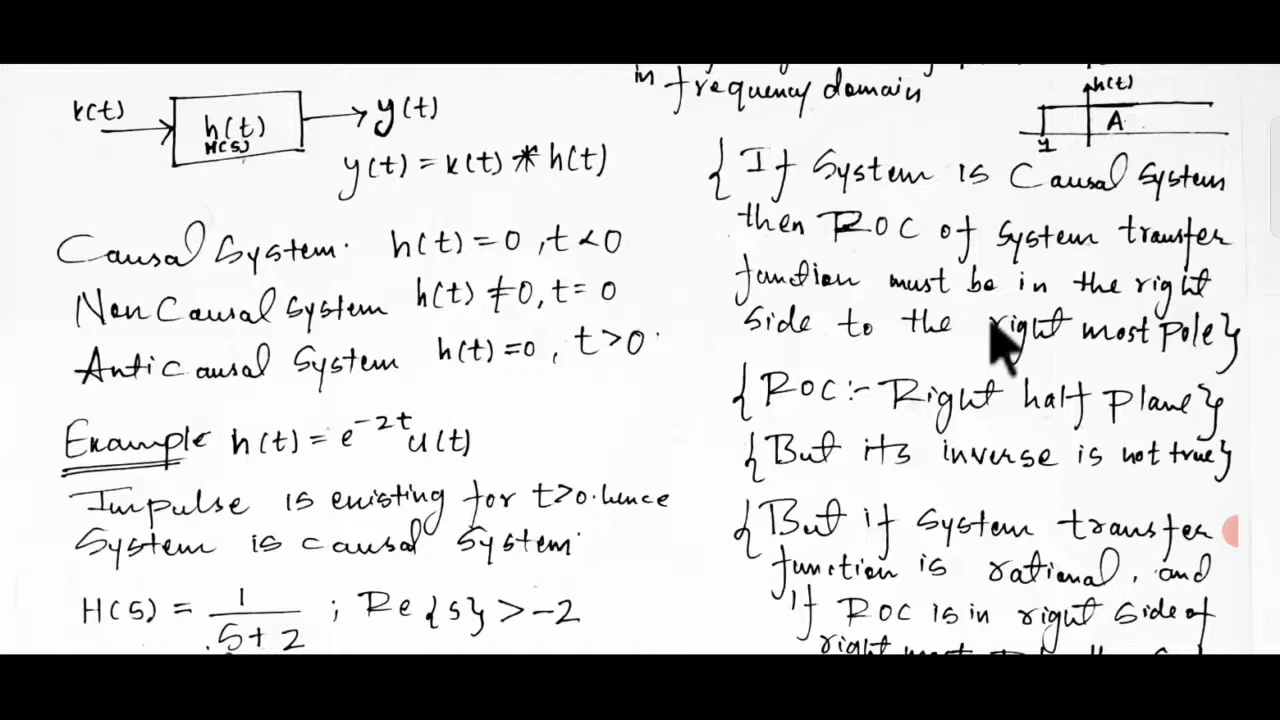 x(t)
h(t)
H(S)
y(t)
y(t) = x(t) * h(t)
Causal System. h(t) = 0 , t < 0
Non Causal System h(t) ≠ 0, t = 0
Anti causal System h(t) = 0 , t > 0.
Example h(t) = e^-2t u(t)
Impulse is existing for t>0. hence
System is causal System.
H(s) = 1/(s+2) ; Re{s} > -2
in frequency domain
h(t)
A
{ If System is Causal System
then ROC of System transfer
function must be in the right
side to the right most Pole}
{ROC:- Right half Plane}
{But its inverse is not true}
{But if System transfer
function is rational, and
if ROC is in right side of
right most